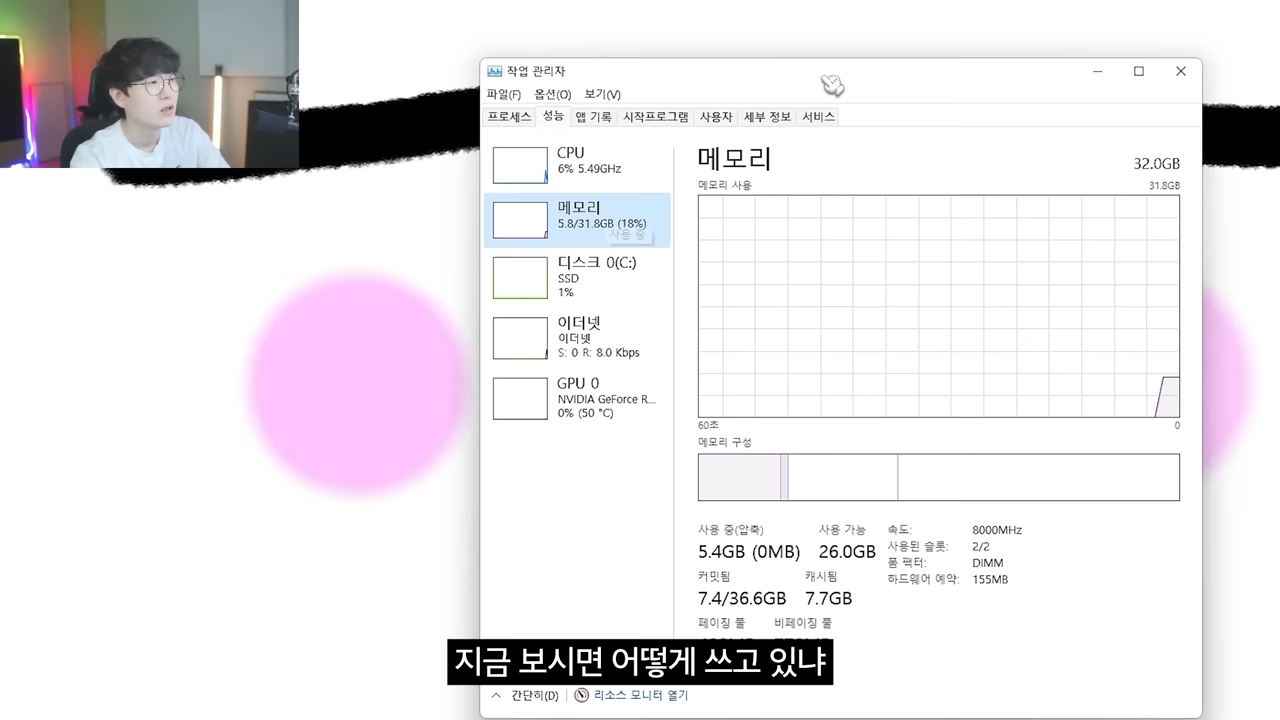 작업 관리자
파일(F) 옵션(O) 보기(V)
프로세스 성능 앱 기록 시작프로그램 사용자 세부 정보 서비스
CPU
6% 5.49GHz
메모리
5.8/31.8GB (18%)
사용 중
디스크 0(C:)
SSD
1%
이더넷
이더넷
S: 0 R: 8.0 Kbps
GPU 0
NVIDIA GeForce R...
0% (50 °C)
메모리 32.0GB
메모리 사용 31.8GB
60초 0
메모리 구성
사용 중(압축) 사용 가능
5.4GB (0MB) 26.0GB
커밋됨 캐시됨
7.4/36.6GB 7.7GB
페이징 풀 비페이징 풀
속도: 8000MHz
사용된 슬롯: 2/2
폼 팩터: DIMM
하드웨어 예약: 155MB
지금 보시면 어떻게 쓰고 있냐
간단히(D) 리소스 모니터 열기